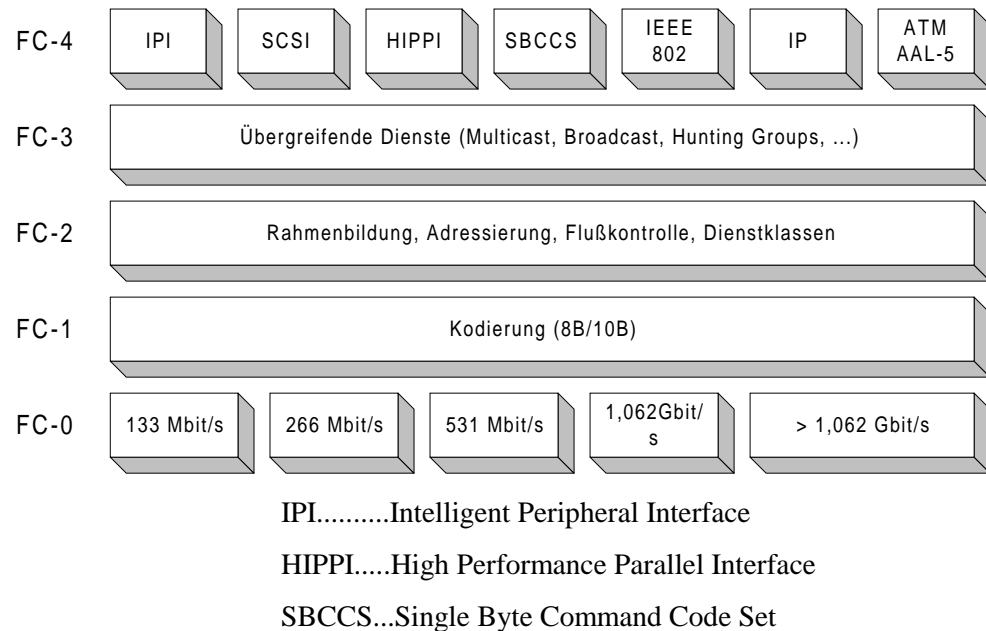 FC-4 IPI SCSI HIPPI SBCCS IEEE 802 IP ATM AAL-5
FC-3 Übergreifende Dienste (Multicast, Broadcast, Hunting Groups, ...)
FC-2 Rahmenbildung, Adressierung, Flußkontrolle, Dienstklassen
FC-1 Kodierung (8B/10B)
FC-0 133 Mbit/s 266 Mbit/s 531 Mbit/s 1,062Gbit/s > 1,062 Gbit/s
IPI..........Intelligent Peripheral Interface
HIPPI.....High Performance Parallel Interface
SBCCS...Single Byte Command Code Set